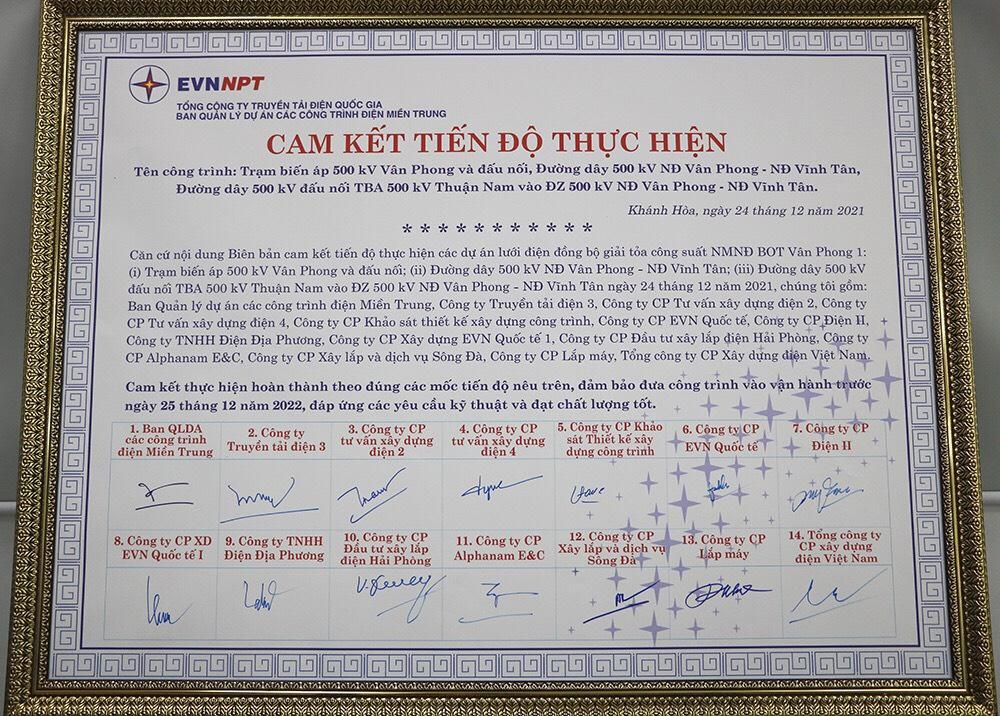 EVNNPT
TỔNG CÔNG TY TRUYỀN TẢI ĐIỆN QUỐC GIA
BAN QUẢN LÝ DỰ ÁN CÁC CÔNG TRÌNH ĐIỆN MIỀN TRUNG
CAM KẾT TIẾN ĐỘ THỰC HIỆN
Tên công trình: Trạm biến áp 500 kV Vân Phong và đấu nối, Đường dây 500 kV NĐ Vân Phong - NĐ Vĩnh Tân,
Đường dây 500 kV đấu nối TBA 500 kV Thuận Nam vào ĐZ 500 kV NĐ Vân Phong - NĐ Vĩnh Tân.
Khánh Hòa, ngày 24 tháng 12 năm 2021
* * * * * * * * * * *
Căn cứ nội dung Biên bản cam kết tiến độ thực hiện các dự án lưới điện đồng bộ giải tỏa công suất NMNĐ BOT Vân Phong 1:
(i) Trạm biến áp 500 kV Vân Phong và đấu nối; (ii) Đường dây 500 kV NĐ Vân Phong - NĐ Vĩnh Tân; (iii) Đường dây 500 kV
đấu nối TBA 500 kV Thuận Nam vào ĐZ 500 kV NĐ Vân Phong - NĐ Vĩnh Tân ngày 24 tháng 12 năm 2021, chúng tôi gồm:
Ban Quản lý dự án các công trình điện Miền Trung, Công ty Truyền tải điện 3, Công ty CP Tư vấn xây dựng điện 2, Công ty
CP Tư vấn xây dựng điện 4, Công ty CP Khảo sát thiết kế xây dựng công trình, Công ty CP EVN Quốc tế, Công ty CP Điện II,
Công ty TNHH Điện Địa Phương, Công ty CP Xây dựng EVN Quốc tế 1, Công ty CP Đầu tư xây lắp điện Hải Phòng, Công ty
CP Alphanam E&C, Công ty CP Xây lắp và dịch vụ Sông Đà, Công ty CP Lắp máy, Tổng công ty CP Xây dựng điện Việt Nam.
Cam kết thực hiện hoàn thành theo đúng các mốc tiến độ nêu trên, đảm bảo đưa công trình vào vận hành trước
ngày 25 tháng 12 năm 2022, đáp ứng các yêu cầu kỹ thuật và đạt chất lượng tốt.
1. Ban QLDA
các công trình
điện Miền Trung
2. Công ty
Truyền tải điện 3
3. Công ty CP
tư vấn xây dựng
điện 2
4. Công ty CP
tư vấn xây dựng
điện 4
5. Công ty CP Khảo
sát Thiết kế xây
dựng công trình
6. Công ty CP
EVN Quốc tế
7. Công ty CP
Điện II
8. Công ty CP XD
EVN Quốc tế I
9. Công ty TNHH
Điện Địa Phương
10. Công ty CP
Đầu tư xây lắp
điện Hải Phòng
11. Công ty CP
Alphanam E&C
12. Công ty CP
Xây lắp và dịch vụ
Sông Đà
13. Công ty CP
Lắp máy
14. Tổng công ty
CP xây dựng
điện Việt Nam